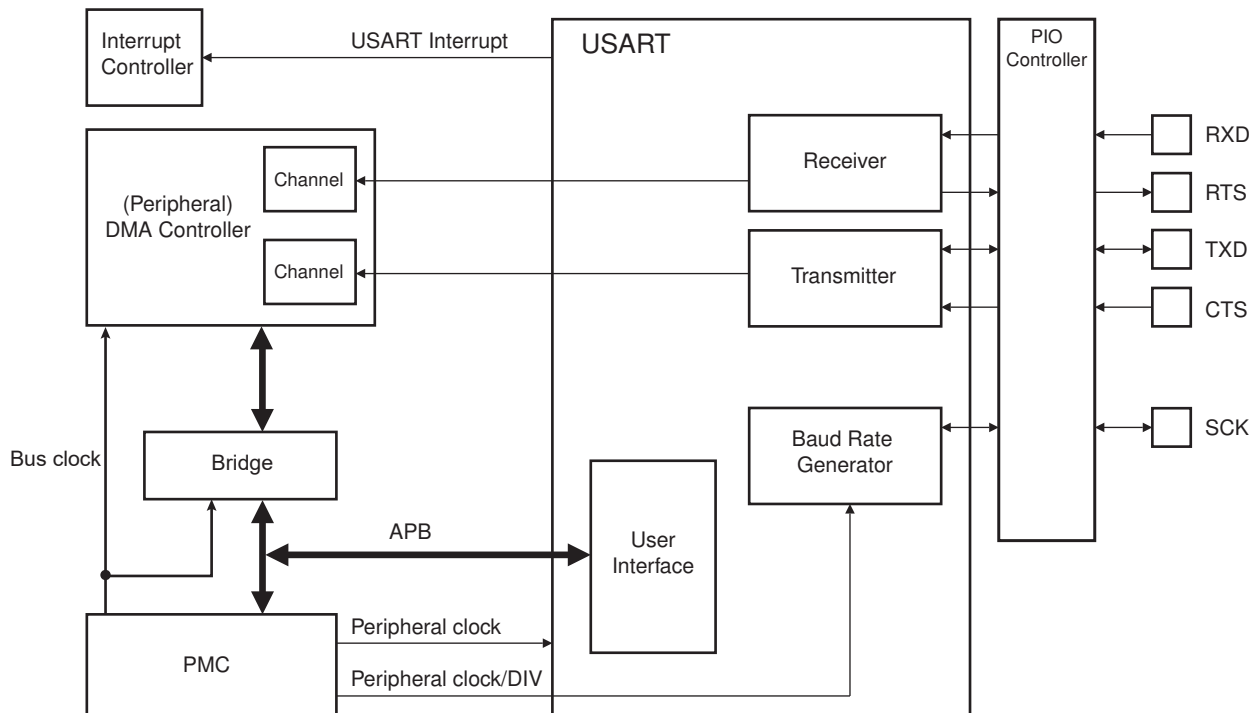 Interrupt
Controller
USART Interrupt
USART
PIO
Controller
(Peripheral)
DMA Controller
Channel
Channel
Receiver
Transmitter
RXD
RTS
TXD
CTS
SCK
Baud Rate
Generator
Bus clock
Bridge
APB
User
Interface
PMC
Peripheral clock
Peripheral clock/DIV